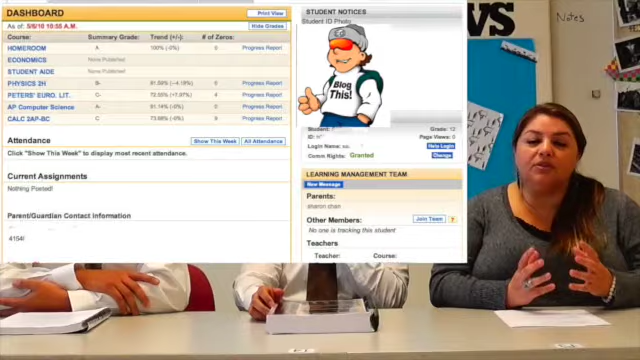 DASHBOARD
Print View
As of: 5/6/10 10:55 A.M.
Hide Grades
Course: Summary Grade: Trend (+/-) # of Zeros:
HOMEROOM A 100% (-0%) 0 Progress Report
ECONOMICS None Published
STUDENT AIDE None Published
PHYSICS 2H B- 81.58% (-4.19%) 0 Progress Report
PETERS' EURO. LIT. C- 72.65% (+7.97%) 4 Progress Report
AP Computer Science A- 91.14% (-0%) 0 Progress Report
CALC 2AP-BC C 73.88% (-0%) 9 Progress Report
Attendance
Show This Week
All Attendance
Click "Show This Week" to display most recent attendance.
Current Assignments
Nothing Posted!
Parent/Guardian Contact Information
STUDENT NOTICES
Student ID Photo
Blog
This!
Student:
Grade: 12
ID:
Page Views: 0
Login Name:
Help Login
Comm Rights: Granted
Change
LEARNING MANAGEMENT TEAM
New Message
Parents:
sharon chan
Other Members:
Join Team
?
No one is tracking this student
Teachers
Teacher: Course:
VS
Notes